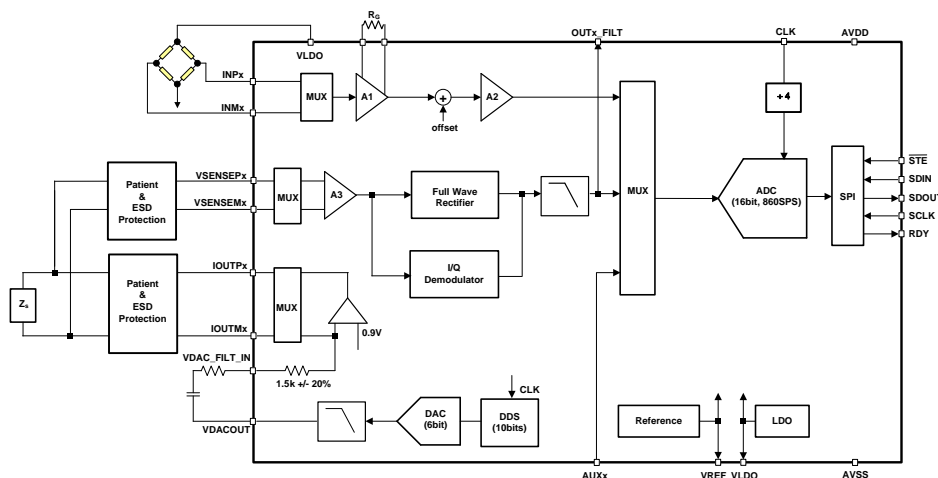 RG
OUTx_FILT
CLK
AVDD
VLDO
INPx
INMx
MUX
A1
+
A2
offset
÷4
Patient
&
ESD
Protection
VSENSEPx
VSENSEMx
MUX
A3
Full Wave
Rectifier
I/Q
Demodulator
MUX
ADC
(16bit, 860SPS)
SPI
STE
SDIN
SDOUT
SCLK
RDY
Zs
Patient
&
ESD
Protection
IOUTPx
IOUTMx
MUX
0.9V
VDAC_FILT_IN
1.5k +/- 20%
CLK
VDACOUT
DAC
(6bit)
DDS
(10bits)
Reference
LDO
AUXx
VREF
VLDO
AVSS